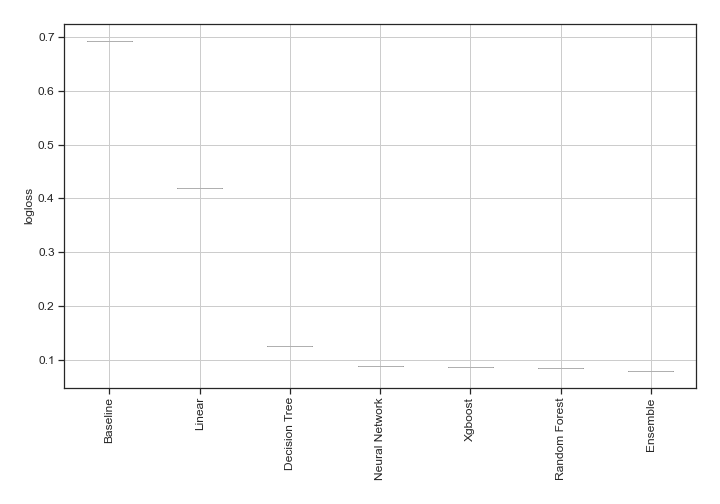 0.7
0.6
0.5
0.4
0.3
0.2
0.1
logloss
Baseline
Linear
Decision Tree
Neural Network
Xgboost
Random Forest
Ensemble